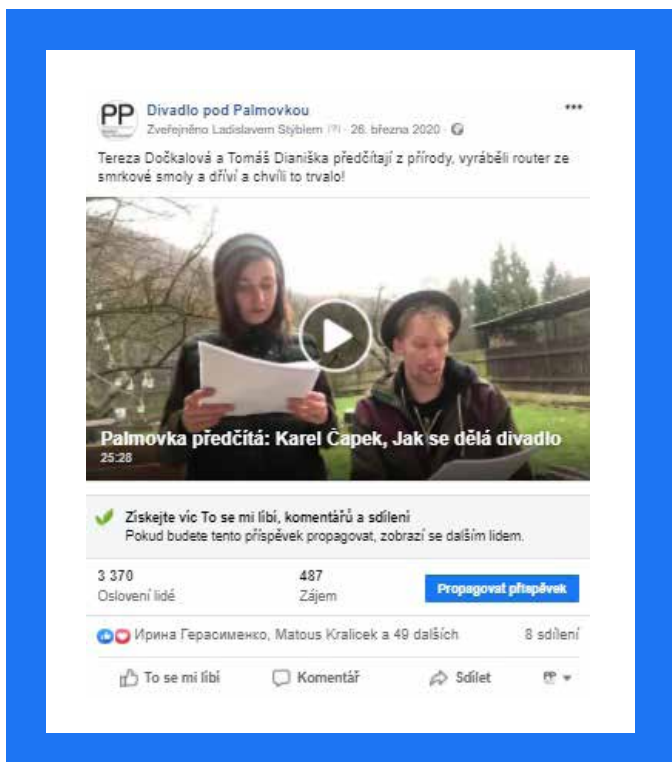 PP
Divadlo pod Palmovkou
Zveřejněno Ladislavem Stýblem [?] · 26. března 2020 ·
Tereza Dočkalová a Tomáš Dianiška předčítají z přírody, vyráběli router ze
smrkové smoly a dříví a chvíli to trvalo!
Palmovka předčítá: Karel Čapek, Jak se dělá divadlo
25:28
Získejte víc To se mi líbí, komentářů a sdílení
Pokud budete tento příspěvek propagovat, zobrazí se dalším lidem.
3 370 487
Oslovení lidé Zájem Propagovat příspěvek
Ирина Герасименко, Matous Kralicek a 49 dalších 8 sdílení
To se mi líbí Komentář Sdílet PP